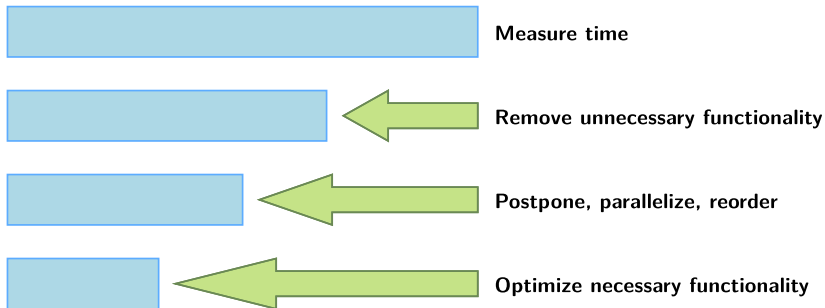 Measure time
Remove unnecessary functionality
Postpone, parallelize, reorder
Optimize necessary functionality